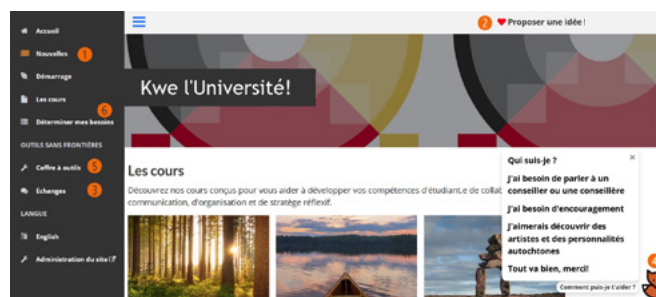 Accueil
Nouvelles 1
Démarrage
Les cours
6
Déterminer mes besoins
OUTILS SANS FRONTIÈRES
Coffre à outils 5
Échanges 3
LANGUE
English
Administration du site
2 Proposer une idée !
Kwe l'Université!
Les cours
Découvrez nos cours conçus pour vous aider à développer vos compétences d'étudiant.e de collab
communication, d'organisation et de stratège réflexif.
Qui suis-je ? ×
J'ai besoin de parler à un
conseiller ou une conseillère
J'ai besoin d'encouragement
J'aimerais découvrir des
artistes et des personnalités
autochtones
Tout va bien, merci!
4
Comment puis-je t'aider ?